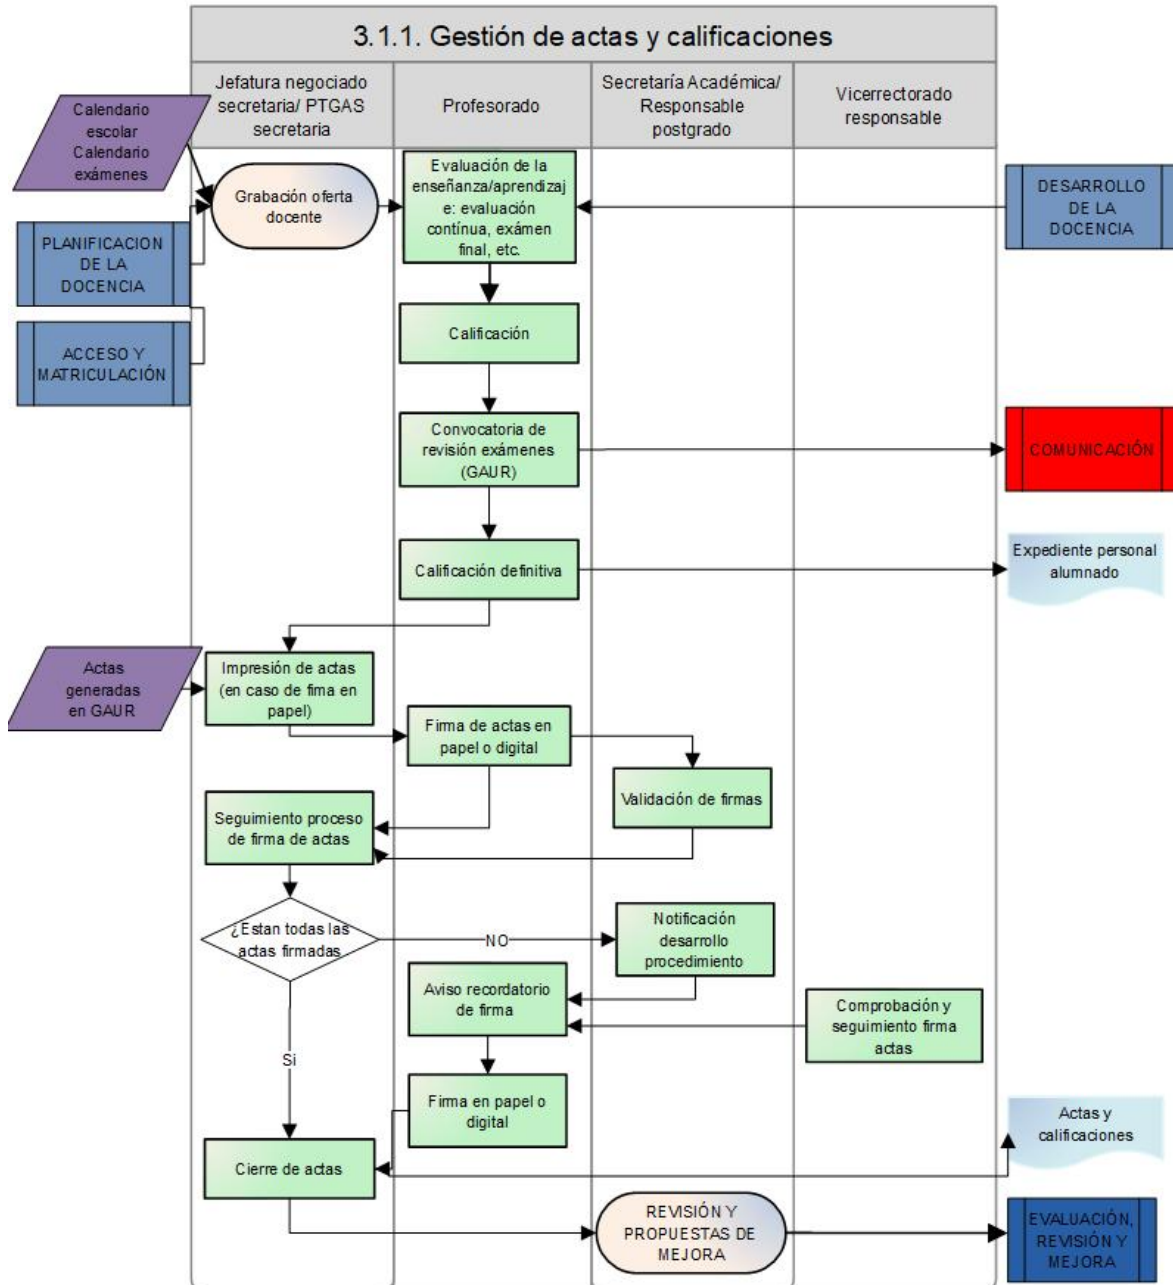 3.1.1. Gestión de actas y calificaciones
Jefatura negociado
secretaria/ PTGAS
secretaria
Profesorado
Secretaría Académica/
Responsable
postgrado
Vicerrectorado
responsable
Calendario
escolar
Calendario
exámenes
Grabación oferta
docente
Evaluación de la
enseñanza/aprendizaj
e: evaluación
contínua, exámen
final, etc.
DESARROLLO
DE LA
DOCENCIA
PLANIFICACION
DE LA
DOCENCIA
Calificación
ACCESO Y
MATRICULACIÓN
Convocatoria de
revisión exámenes
(GAUR)
COMUNICACIÓN
Calificación definitiva
Expediente personal
alumnado
Actas
generadas
en GAUR
Impresión de actas
(en caso de fima en
papel)
Firma de actas en
papel o digital
Validación de firmas
Seguimiento proceso
de firma de actas
¿Estan todas las
actas firmadas
NO
Notificación
desarrollo
procedimiento
Aviso recordatorio
de firma
Comprobación y
seguimiento firma
actas
Si
Firma en papel o
digital
Actas y
calificaciones
Cierre de actas
REVISIÓN Y
PROPUESTAS DE
MEJORA
EVALUACIÓN,
REVISIÓN Y
MEJORA